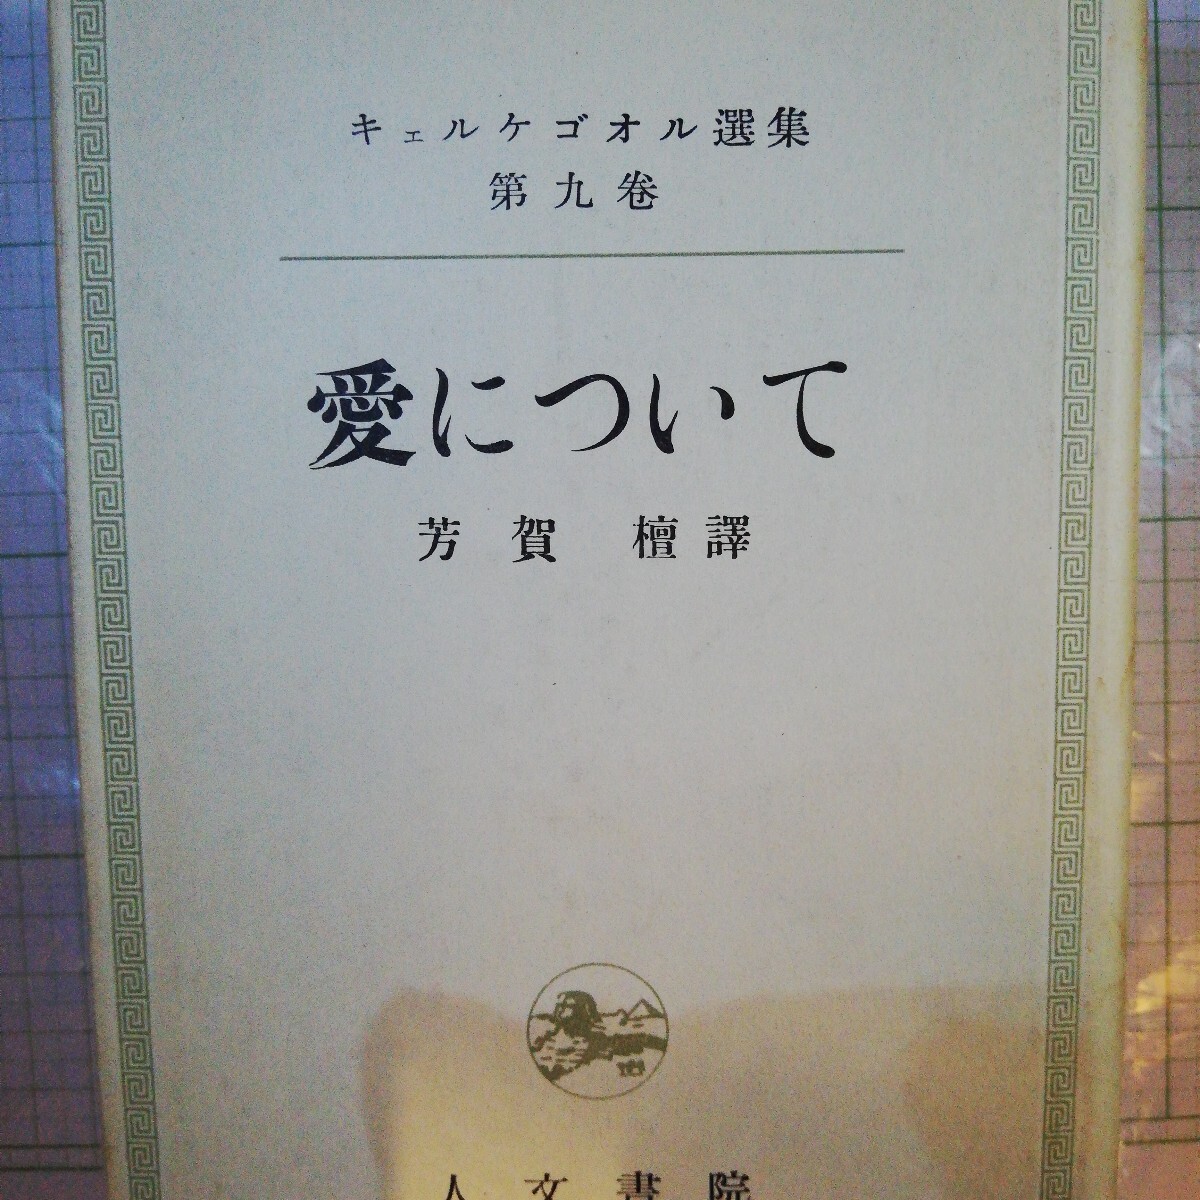 キェルケゴオル選集
第九巻
愛について
芳賀 檀譯
人文書院